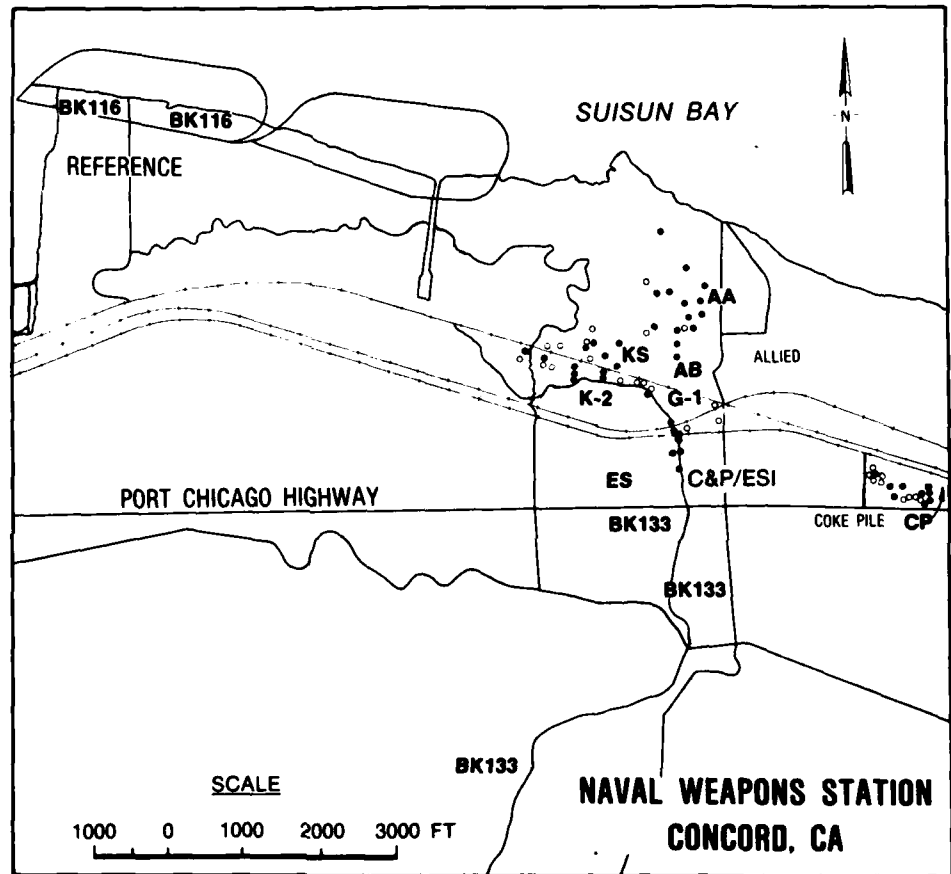 SUISUN BAY
N
BK116
BK116
REFERENCE
AA
KS
AB
ALLIED
K-2
G-1
ES
C&P/ESI
PORT CHICAGO HIGHWAY
BK133
COKE PILE
CP
BK133
BK133
SCALE
1000 0 1000 2000 3000 FT
NAVAL WEAPONS STATION
CONCORD, CA